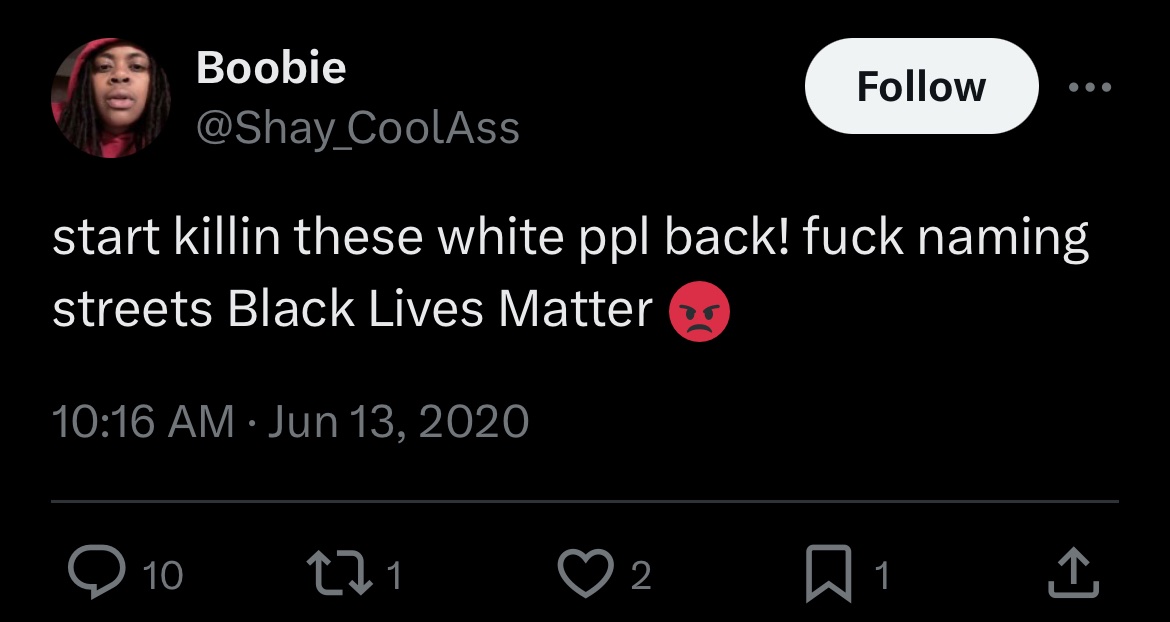 Boobie
@Shay_CoolAss
Follow
start killin these white ppl back! fuck naming
streets Black Lives Matter 😡
10:16 AM · Jun 13, 2020
10 1 2 1